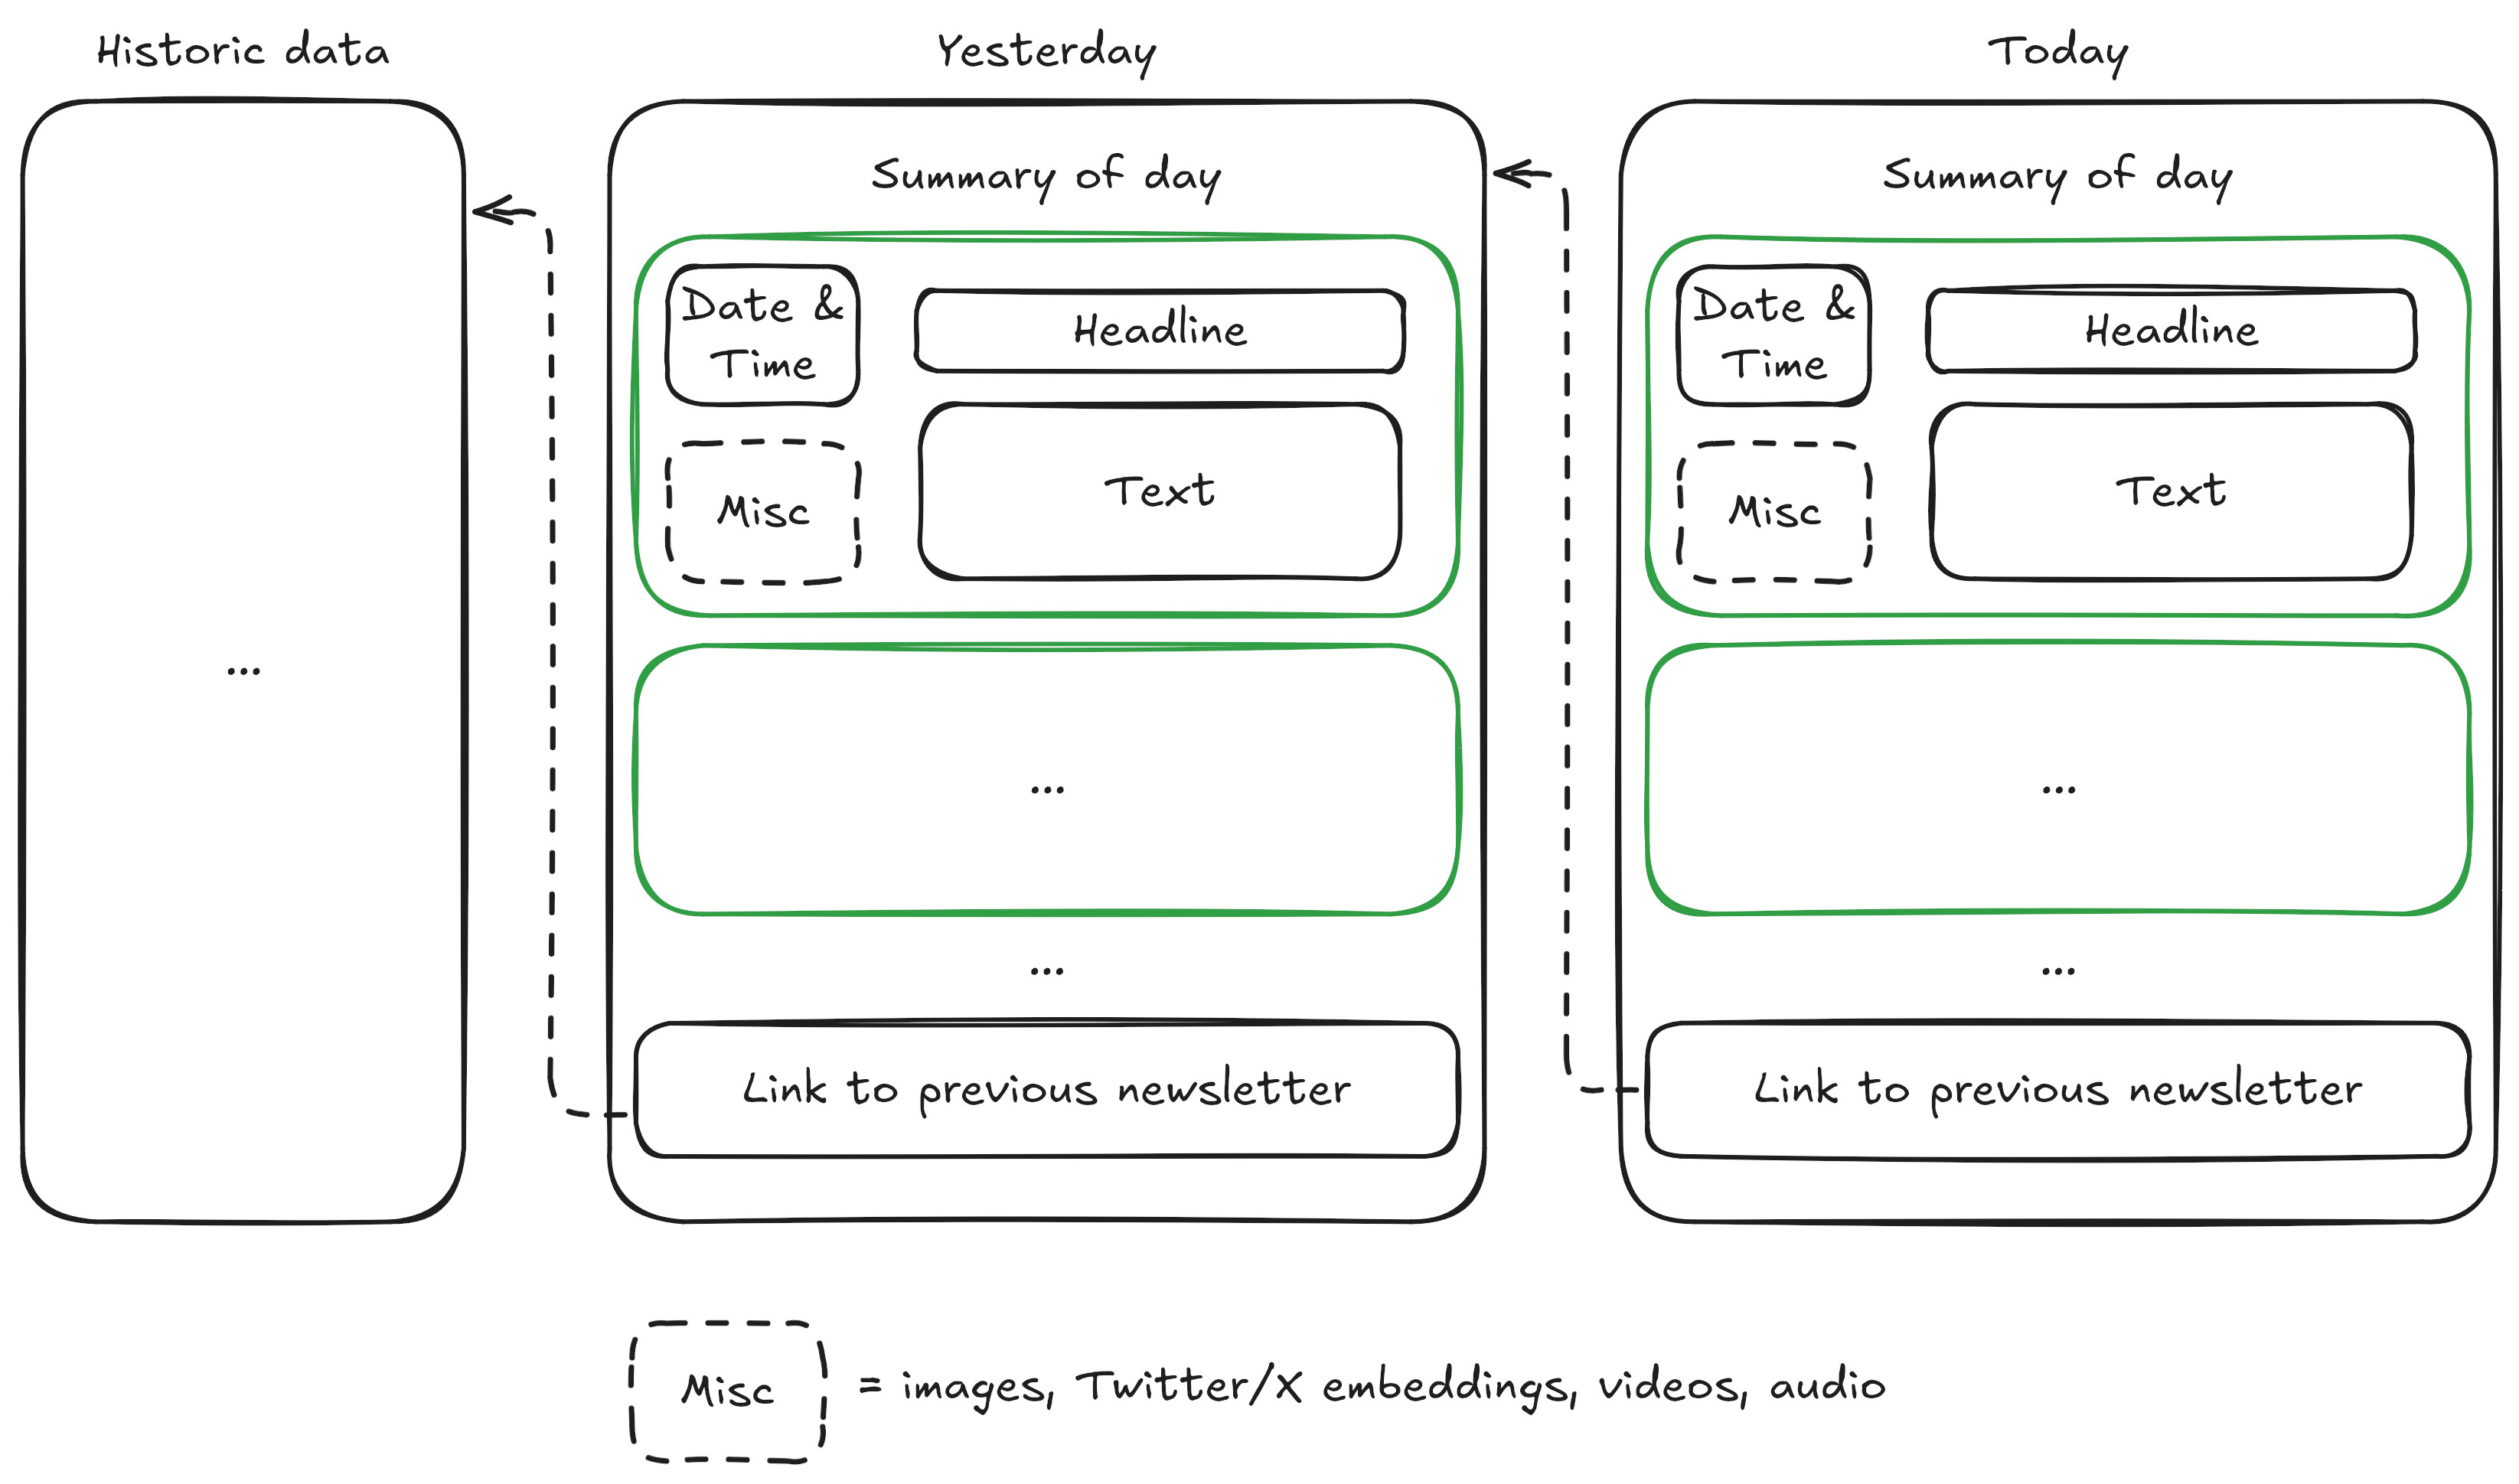 Historic data
...
Yesterday
Summary of day
Date &
Time
Headline
Misc
Text
...
...
Link to previous newsletter
Today
Summary of day
Date &
Time
Headline
Misc
Text
...
...
Link to previous newsletter
Misc = images, Twitter/X embeddings, videos, audio